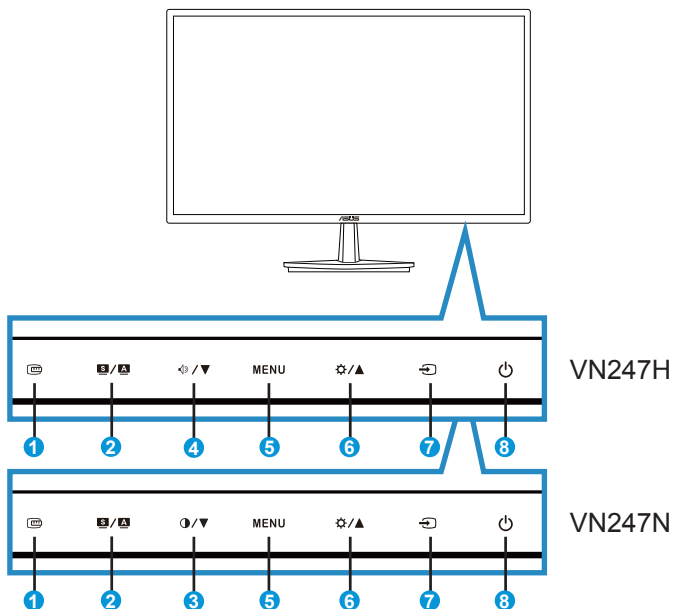 ASUS
S/A MENU VN247H
1 2 4 5 6 7 8
S/A MENU VN247N
1 2 3 5 6 7 8